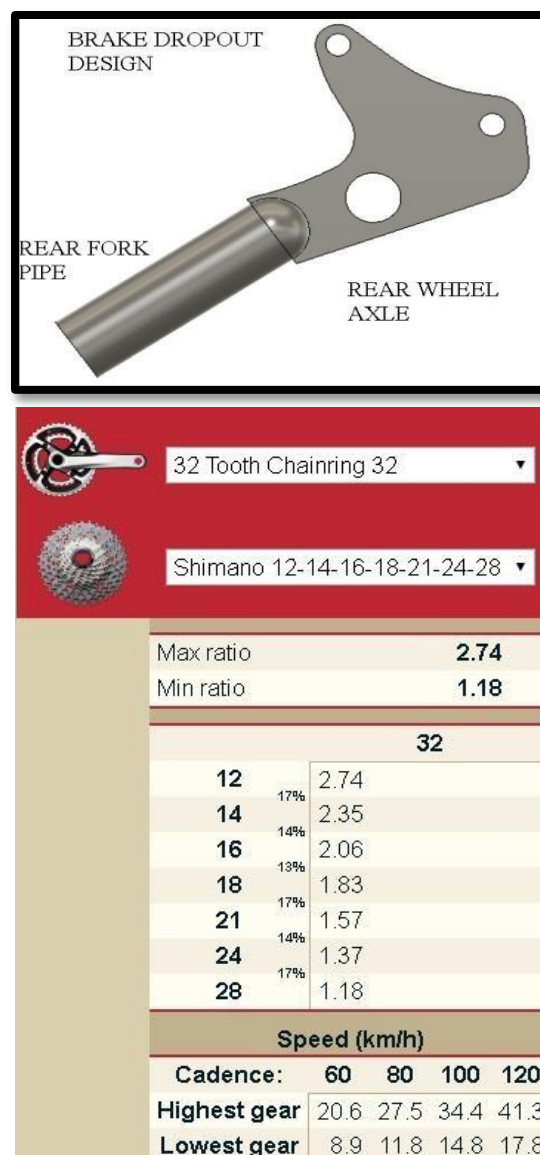 BRAKE DROPOUT
DESIGN
REAR FORK
PIPE
REAR WHEEL
AXLE
32 Tooth Chainring 32
Shimano 12-14-16-18-21-24-28
Max ratio 2.74
Min ratio 1.18
32
12 2.74
17%
14 2.35
14%
16 2.06
13%
18 1.83
17%
21 1.57
14%
24 1.37
17%
28 1.18
Speed (km/h)
Cadence: 60 80 100 120
Highest gear 20.6 27.5 34.4 41.3
Lowest gear 8.9 11.8 14.8 17.8